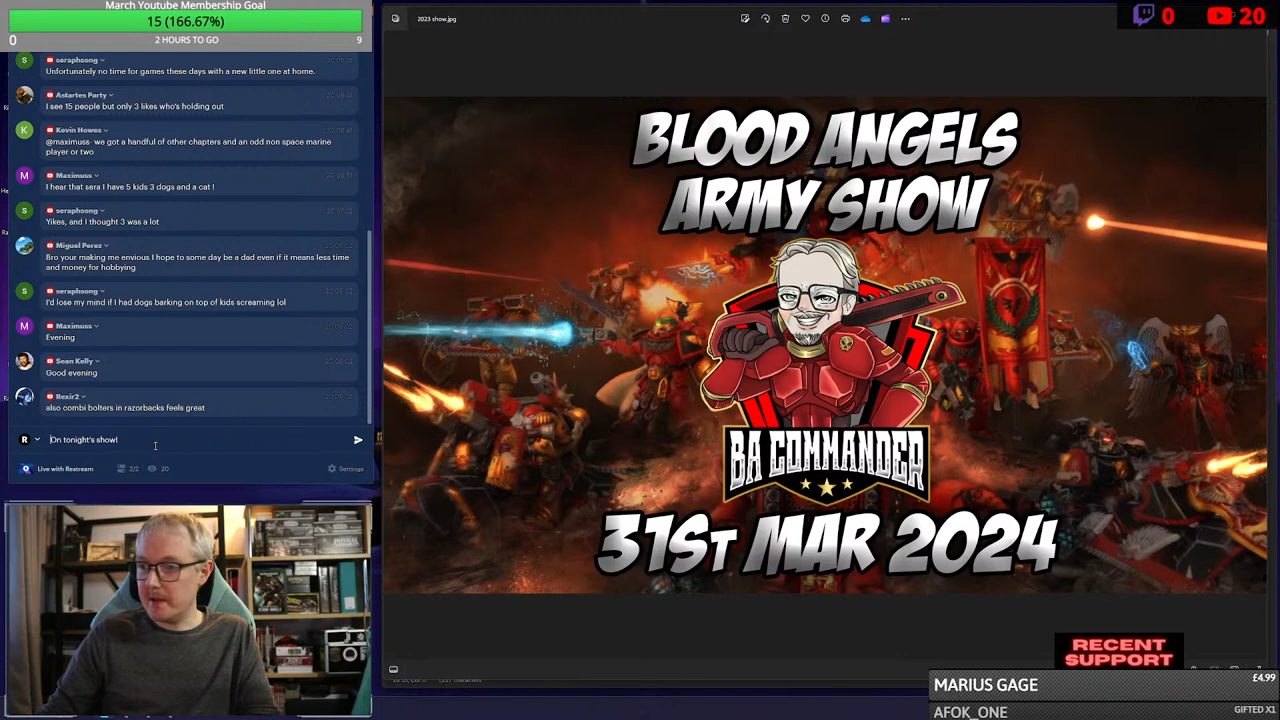 March Youtube Membership Goal
15 (166.67%)
0
2 HOURS TO GO
9
seraphsong
Unfortunately no time for games these days with a new little one at home.
Astartes Party
I see 15 people but only 3 likes who's holding out
Kevin Howes
@maximuss- we got a handful of other chapters and an odd non space marine
player or two
Maximuss
I hear that sera I have 5 kids 3 dogs and a cat !
seraphsong
Yikes, and I thought 3 was a lot
Miguel Perez
Bro your making me envious I hope to some day be a dad even if it means less time
and money for hobbying
seraphsong
I'd lose my mind if I had dogs barking on top of kids screaming lol
Maximuss
Evening
Sean Kelly
Good evening
Rexir2
also combi bolters in razorbacks feels great
On tonight's show!
Live with Restream
2/2
20
Settings
2023 show.jpg
0
20
BLOOD ANGELS
ARMY SHOW
BA COMMANDER
31ST MAR 2024
RECENT
SUPPORT
MARIUS GAGE
£4.99
AFOK_ONE
GIFTED X1